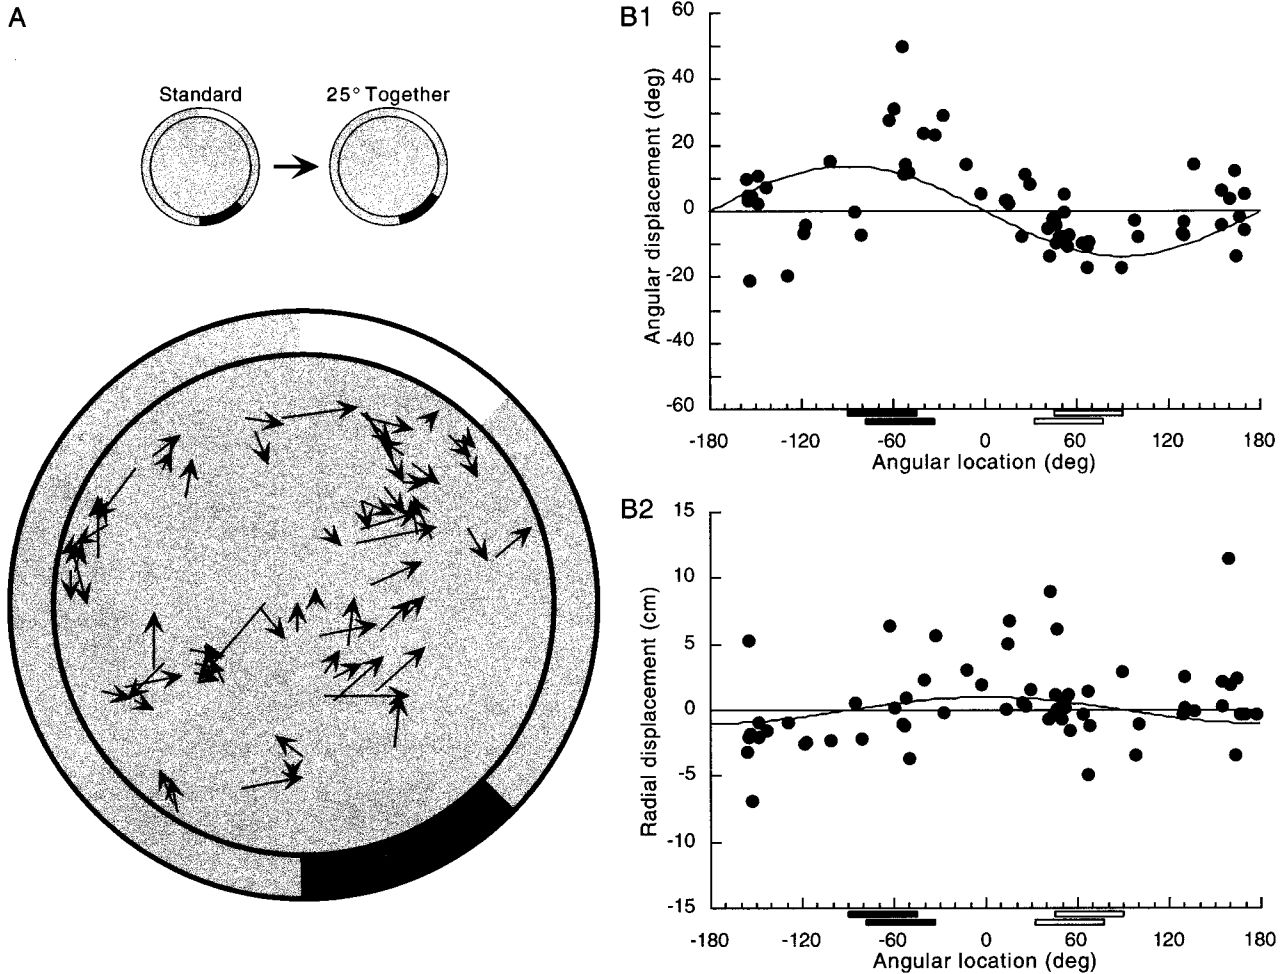 A
Standard
25° Together
B1
60
40
20
0
-20
-40
-60
Angular displacement (deg)
-180 -120 -60 0 60 120 180
Angular location (deg)
B2
15
10
5
0
-5
-10
-15
Radial displacement (cm)
-180 -120 -60 0 60 120 180
Angular location (deg)